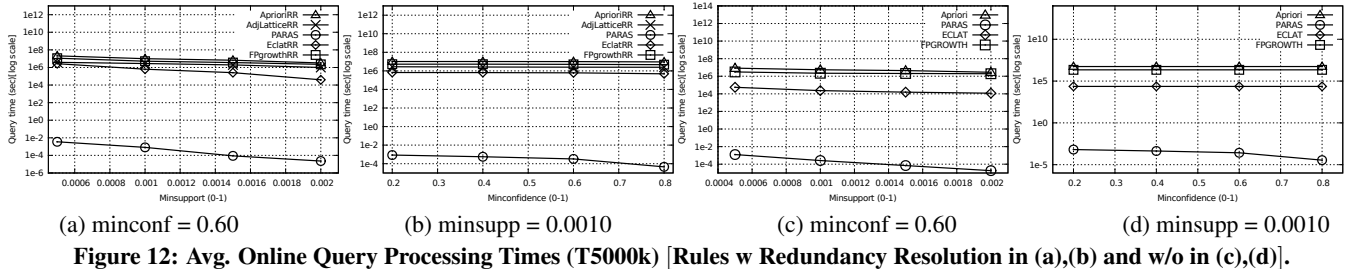 1e12
1e10
1e8
1e6
1e4
1e2
1e0
1e-2
1e-4
1e-6
Query time (sec)[log scale]
AprioriRR
AdjLatticeRR
PARAS
EclatRR
FPgrowthRR
0.0006 0.0008 0.001 0.0012 0.0014 0.0016 0.0018 0.002
Minsupport (0-1)
(a) minconf = 0.60
1e12
1e10
1e8
1e6
1e4
1e2
1e0
1e-2
1e-4
Query time (sec)[log scale]
AprioriRR
AdjLatticeRR
PARAS
EclatRR
FPgrowthRR
0.2 0.3 0.4 0.5 0.6 0.7 0.8
Minconfidence (0-1)
(b) minsupp = 0.0010
1e14
1e12
1e10
1e8
1e6
1e4
1e2
1e0
1e-2
1e-4
Query time (sec)[log scale]
Apriori
PARAS
ECLAT
FPGROWTH
0.0004 0.0006 0.0008 0.001 0.0012 0.0014 0.0016 0.0018 0.002
Minsupport (0-1)
(c) minconf = 0.60
1e10
1e5
1e0
1e-5
Query time (sec)[log scale]
Apriori
PARAS
ECLAT
FPGROWTH
0.2 0.3 0.4 0.5 0.6 0.7 0.8
Minconfidence (0-1)
(d) minsupp = 0.0010
Figure 12: Avg. Online Query Processing Times (T5000k) [Rules w Redundancy Resolution in (a),(b) and w/o in (c),(d)].